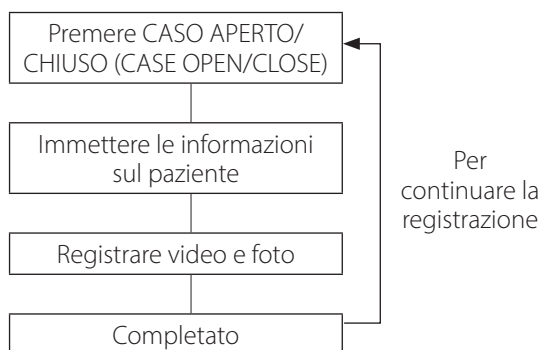 Premere CASO APERTO/
CHIUSO (CASE OPEN/CLOSE)
Immettere le informazioni
sul paziente
Registrare video e foto
Completato
Per
continuare la
registrazione